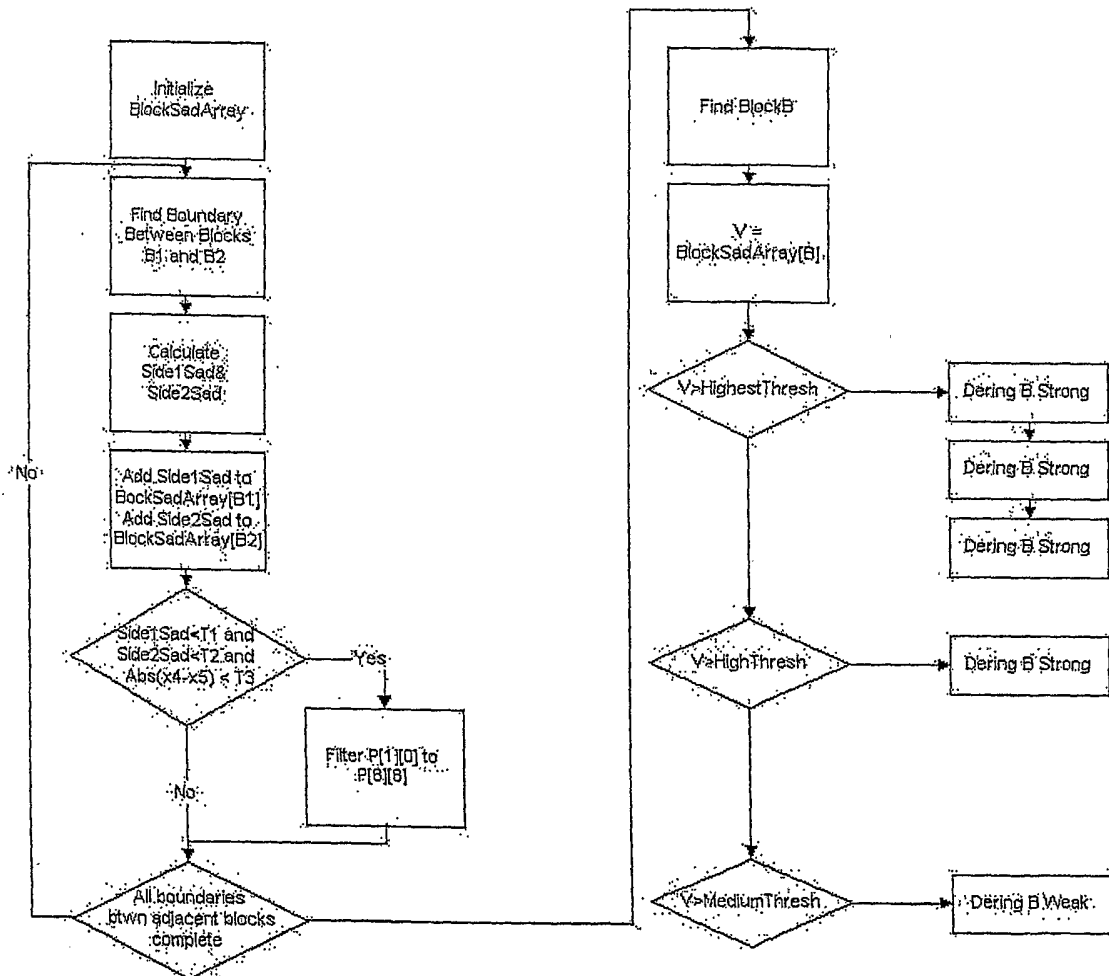 Initialize
BlockSadArray
Find Boundary
Between Blocks
B1 and B2
Calculate
Side1Sad&
Side2Sad
No
Add Side1Sad to
BockSadArray[B1]
Add Side2Sad to
BlockSadArray[B2]
Side1Sad<T1 and
Side2Sad<T2 and
Abs(x4-x5) < T3
Yes
Filter P[1][0] to
P[8][8]
No
All boundaries
btwn adjacent blocks
complete
Find BlockB
V =
BlockSadArray[B]
V>HighestThresh
Dering B Strong
Dering B Strong
Dering B Strong
V>HighThresh
Dering B Strong
V>MediumThresh
Dering B Weak